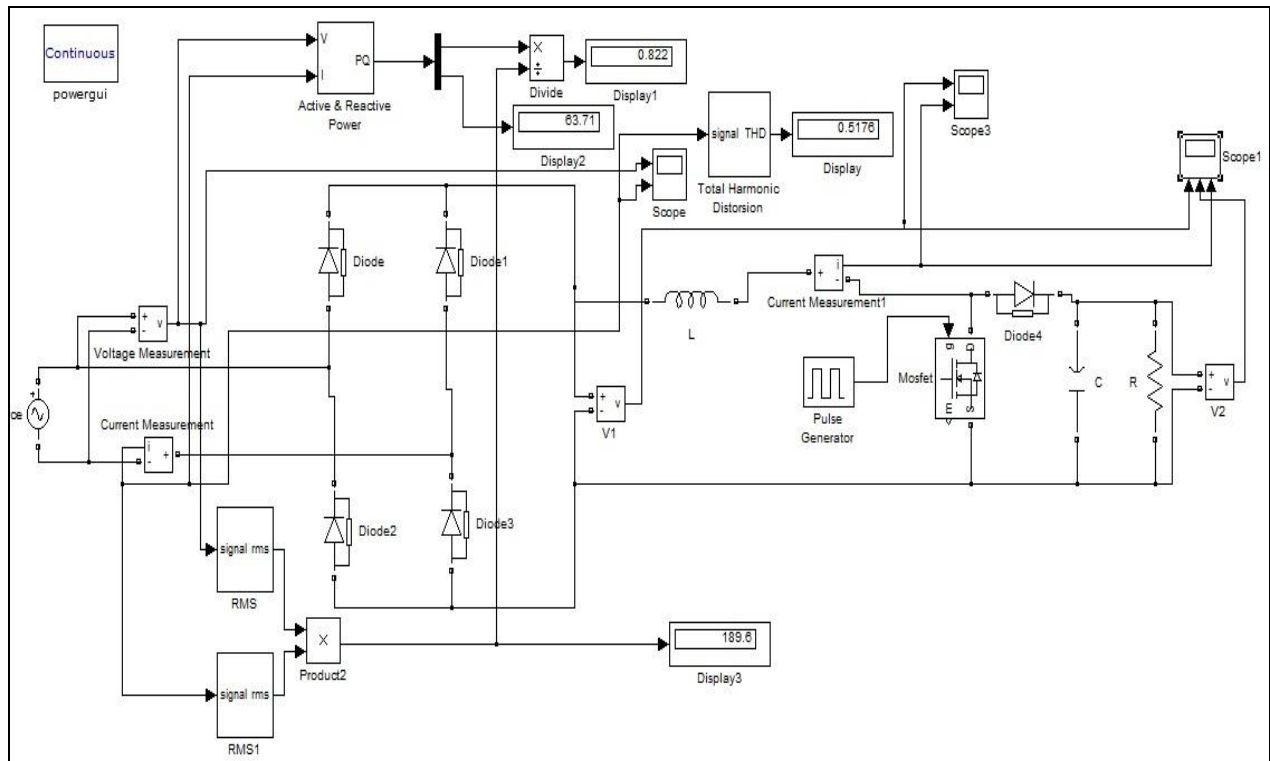 Continuous
powergui
V
I
PQ
Active & Reactive
Power
×
÷
Divide
0.822
Display1
63.71
Display2
signal THD
Total Harmonic
Distorsion
0.5176
Display
Scope
Scope3
Scope1
Diode
Diode1
+
-
v
Voltage Measurement
ce
+
Current Measurement
i
-
+
L
+
i
-
Current Measurement1
Diode4
g
D
Mosfet
E
S
Pulse
Generator
C
R
+
-
v
V2
+
-
v
V1
Diode2
Diode3
signal rms
RMS
signal rms
RMS1
×
Product2
189.6
Display3